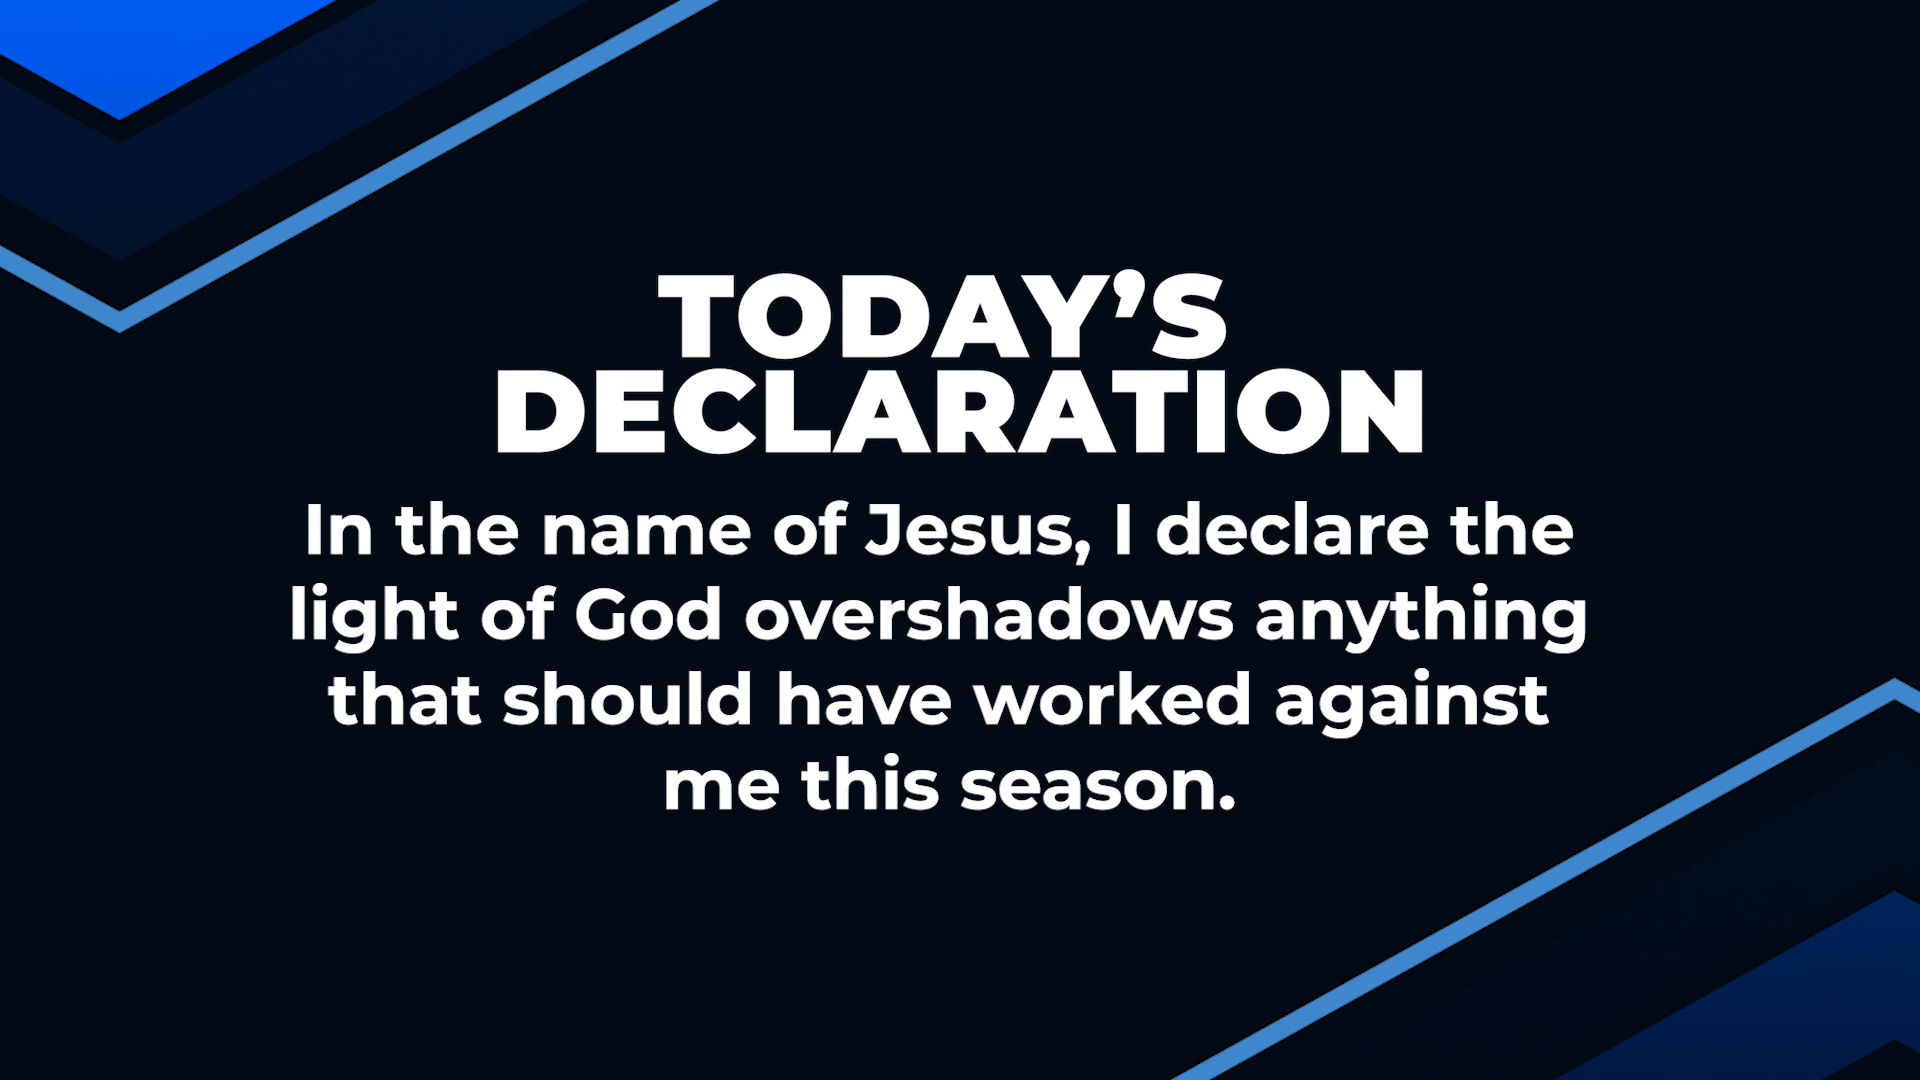 TODAY’S
DECLARATION
In the name of Jesus, I declare the
light of God overshadows anything
that should have worked against
me this season.